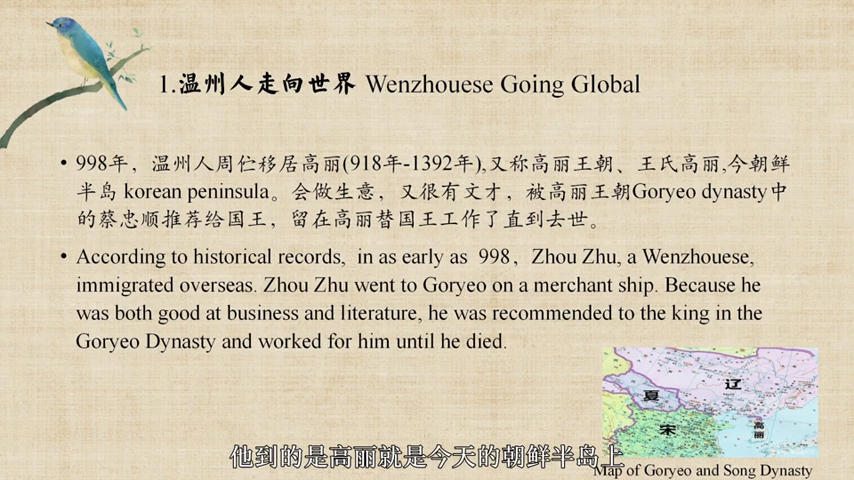 1.温州人走向世界 Wenzhouese Going Global
• 998年，温州人周伫移居高丽(918年-1392年),又称高丽王朝、王氏高丽,今朝鲜
半岛 korean peninsula。会做生意，又很有文才，被高丽王朝Goryeo dynasty中
的蔡忠顺推荐给国王，留在高丽替国王工作了直到去世。
• According to historical records, in as early as 998，Zhou Zhu, a Wenzhouese,
immigrated overseas. Zhou Zhu went to Goryeo on a merchant ship. Because he
was both good at business and literature, he was recommended to the king in the
Goryeo Dynasty and worked for him until he died.
辽
夏
宋
高丽
他到的是高丽就是今天的朝鲜半岛上
Map of Goryeo and Song Dynasty